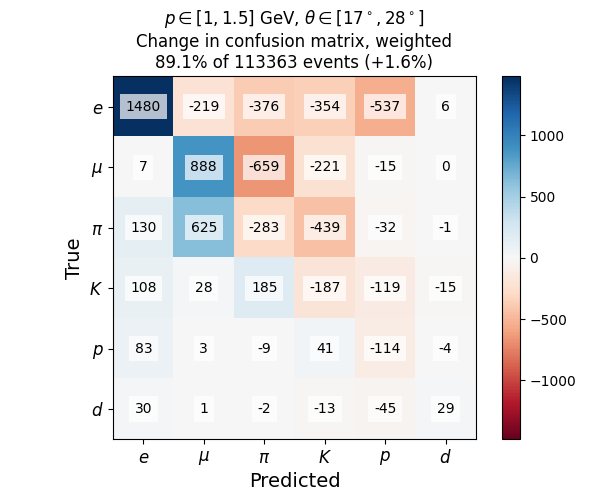 p ∈ [1, 1.5] GeV, θ ∈ [17°, 28°]
Change in confusion matrix, weighted
89.1% of 113363 events (+1.6%)
e 1480 -219 -376 -354 -537 6
μ 7 888 -659 -221 -15 0
π 130 625 -283 -439 -32 -1
K 108 28 185 -187 -119 -15
p 83 3 -9 41 -114 -4
d 30 1 -2 -13 -45 29
e μ π K p d
Predicted
True
1000
500
0
−500
−1000